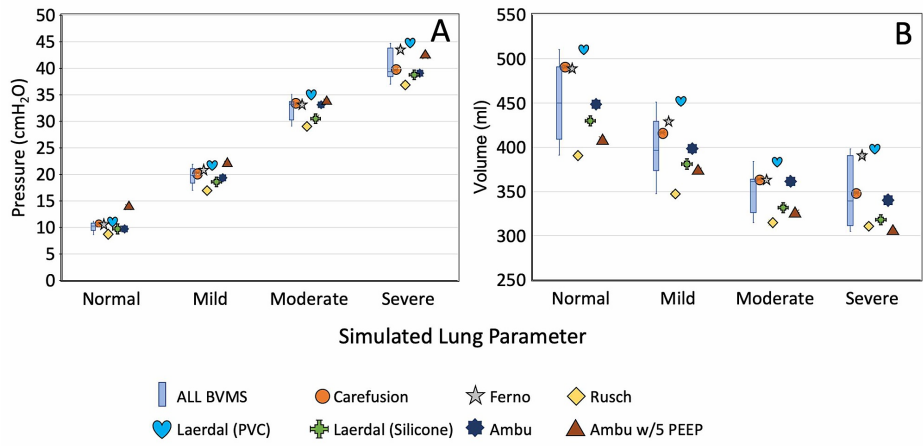 A
B
50
45
40
35
30
25
20
15
10
5
0
Pressure (cmH₂O)
Normal Mild Moderate Severe
550
500
450
400
350
300
250
Volume (ml)
Normal Mild Moderate Severe
Simulated Lung Parameter
ALL BVMS Carefusion Ferno Rusch
Laerdal (PVC) Laerdal (Silicone) Ambu Ambu w/5 PEEP